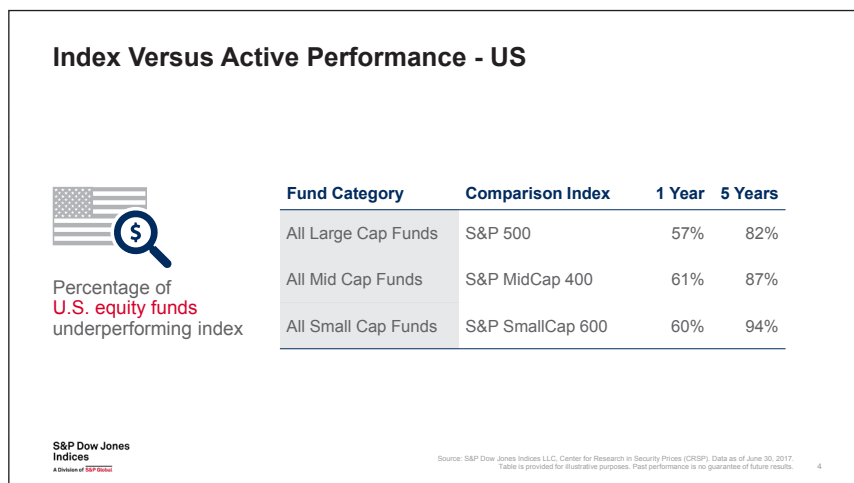 Index Versus Active Performance - US
$
Percentage of
U.S. equity funds
underperforming index
Fund Category Comparison Index 1 Year 5 Years
All Large Cap Funds S&P 500 57% 82%
All Mid Cap Funds S&P MidCap 400 61% 87%
All Small Cap Funds S&P SmallCap 600 60% 94%
S&P Dow Jones
Indices
A Division of S&P Global
Source: S&P Dow Jones Indices LLC, Center for Research in Security Prices (CRSP). Data as of June 30, 2017.
Table is provided for illustrative purposes. Past performance is no guarantee of future results.
4